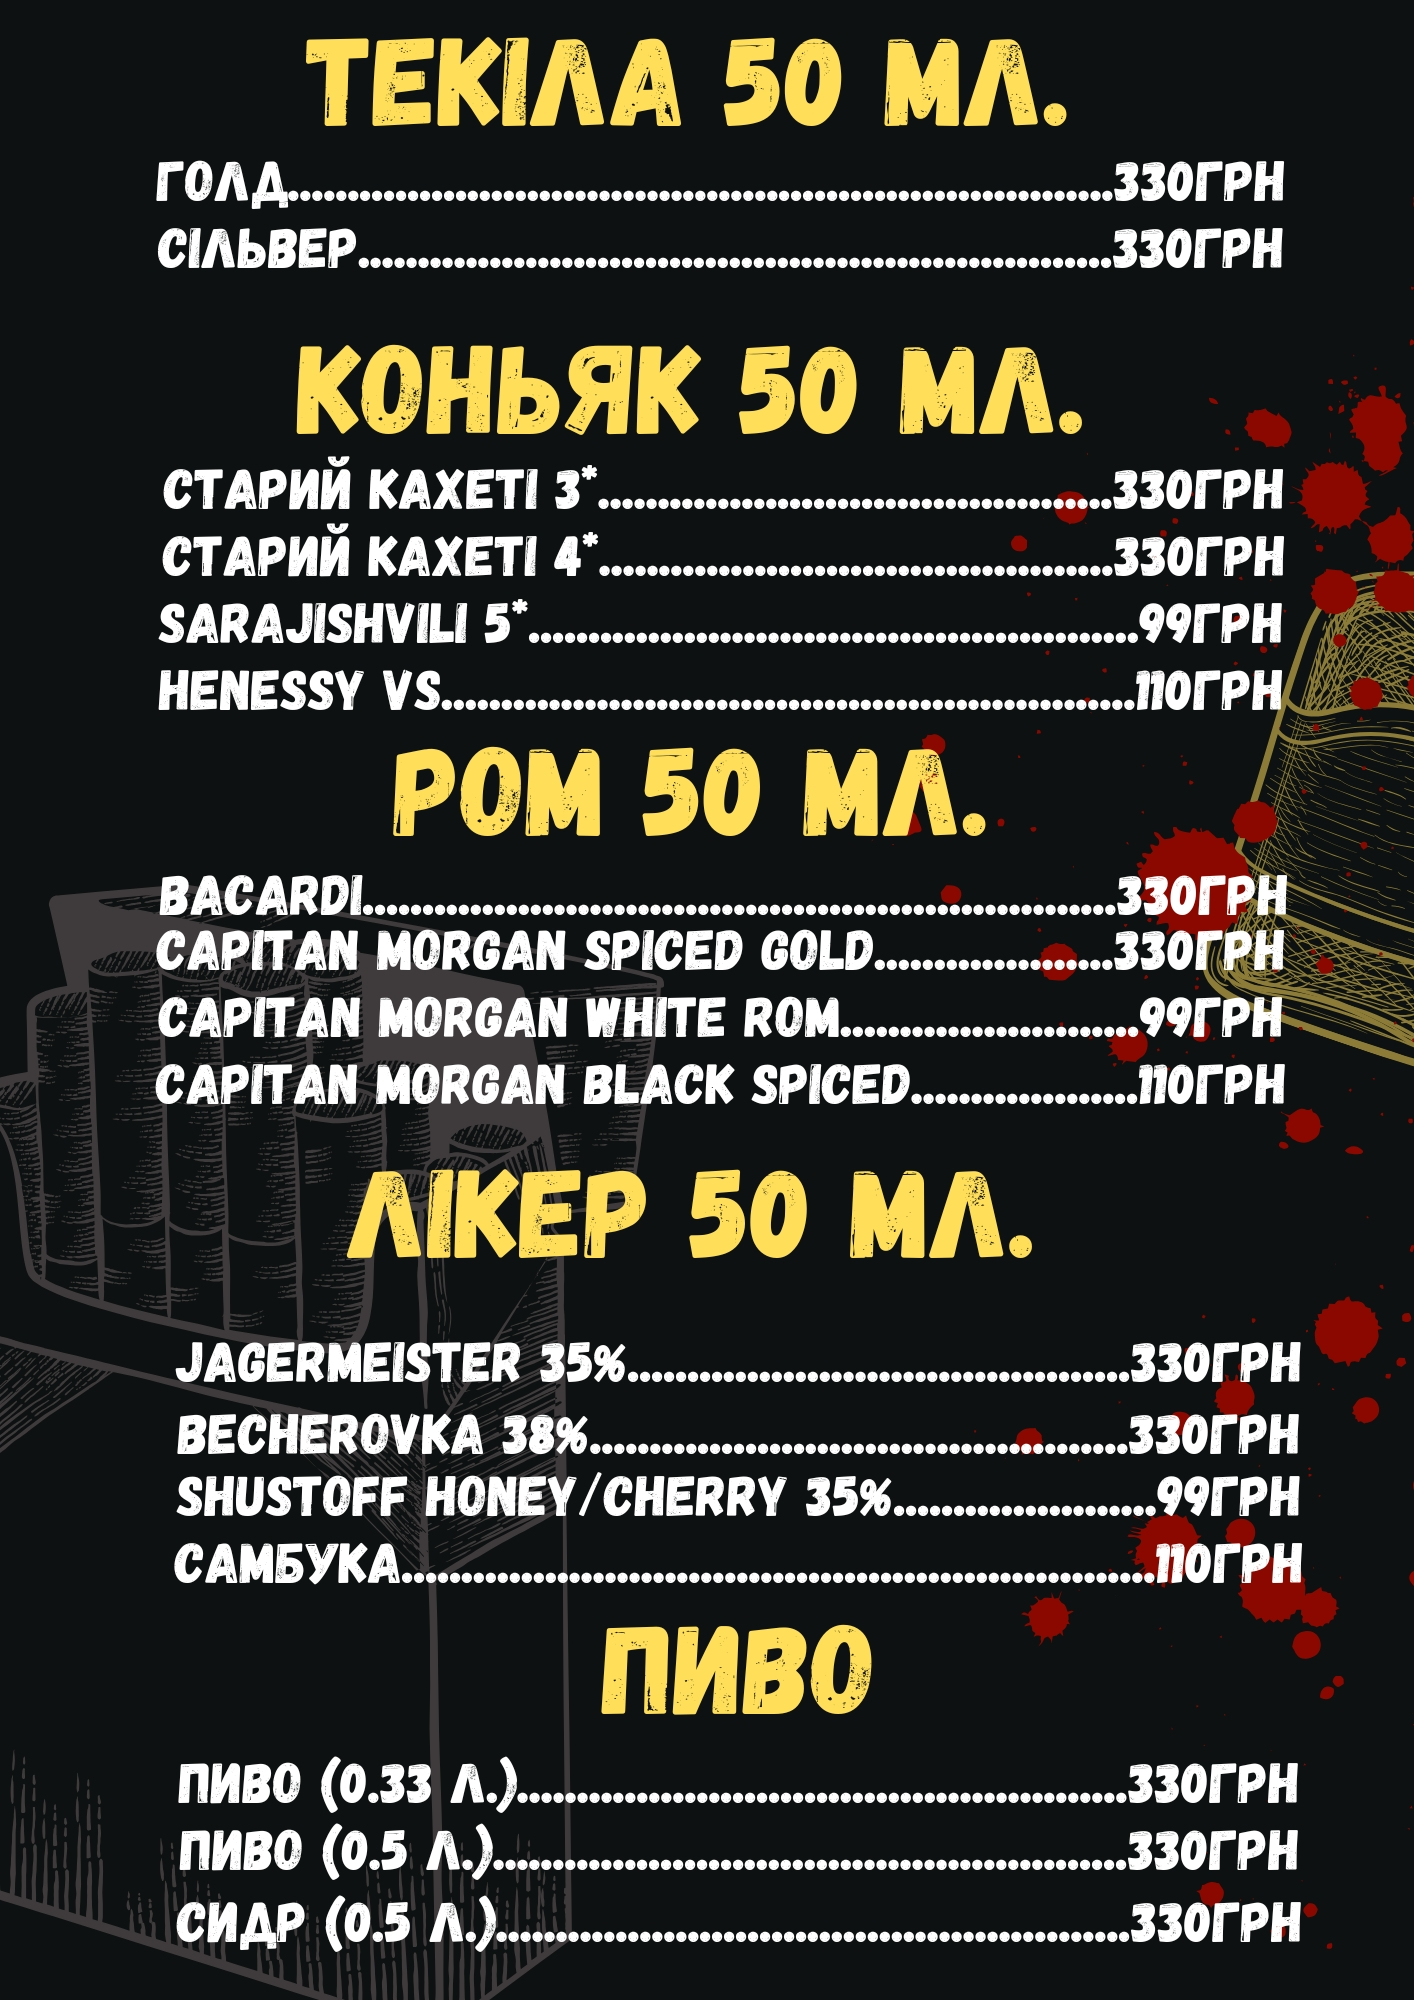 ТЕКІЛА 50 МЛ.
ГОЛД........................................................................330ГРН
СІЛЬВЕР.................................................................330ГРН
КОНЬЯК 50 МЛ.
СТАРИЙ КАХЕТІ 3*.............................................330ГРН
СТАРИЙ КАХЕТІ 4*.............................................330ГРН
SARAJISHVILI 5*.....................................................99ГРН
HENESSY VS............................................................110ГРН
РОМ 50 МЛ.
BACARDI.................................................................330ГРН
CAPITAN MORGAN SPICED GOLD.....................330ГРН
CAPITAN MORGAN WHITE ROM..........................99ГРН
CAPITAN MORGAN BLACK SPICED....................110ГРН
ЛІКЕР 50 МЛ.
JAGERMEISTER 35%...........................................330ГРН
BECHEROVKA 38%..............................................330ГРН
SHUSTOFF HONEY/CHERRY 35%.......................99ГРН
САМБУКА.................................................................110ГРН
ПИВО
ПИВО (0.33 Л.).....................................................330ГРН
ПИВО (0.5 Л.).......................................................330ГРН
СИДР (0.5 Л.).......................................................330ГРН